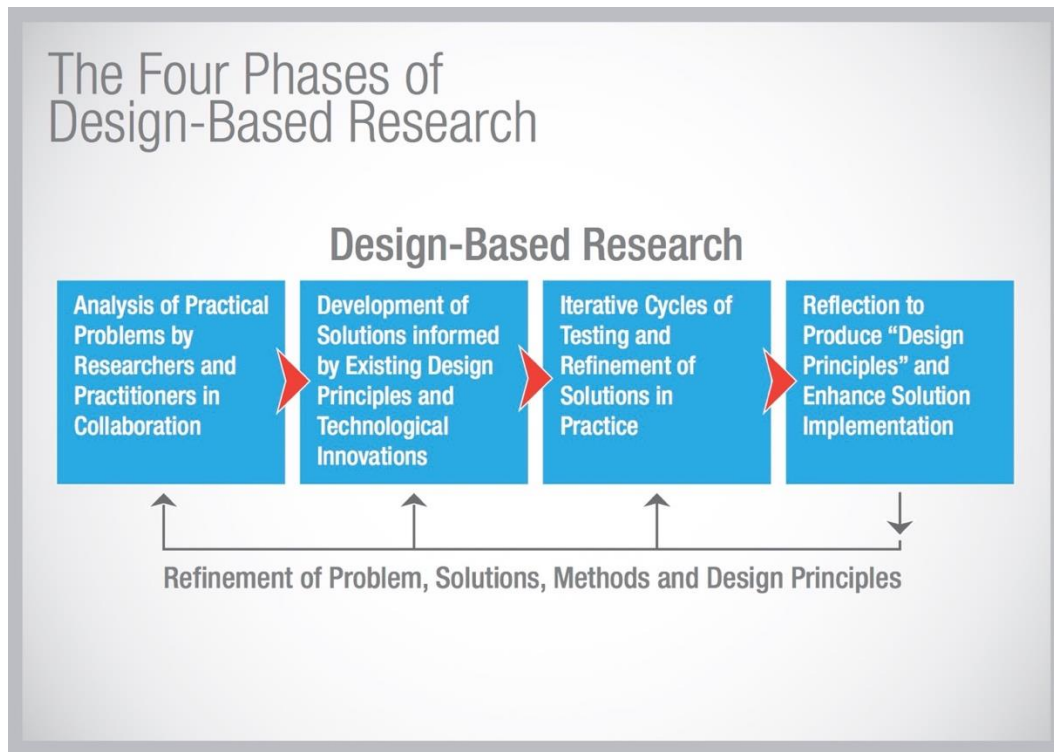 The Four Phases of
Design-Based Research
Design-Based Research
Analysis of Practical
Problems by
Researchers and
Practitioners in
Collaboration
Development of
Solutions informed
by Existing Design
Principles and
Technological
Innovations
Iterative Cycles of
Testing and
Refinement of
Solutions in
Practice
Reflection to
Produce “Design
Principles” and
Enhance Solution
Implementation
Refinement of Problem, Solutions, Methods and Design Principles